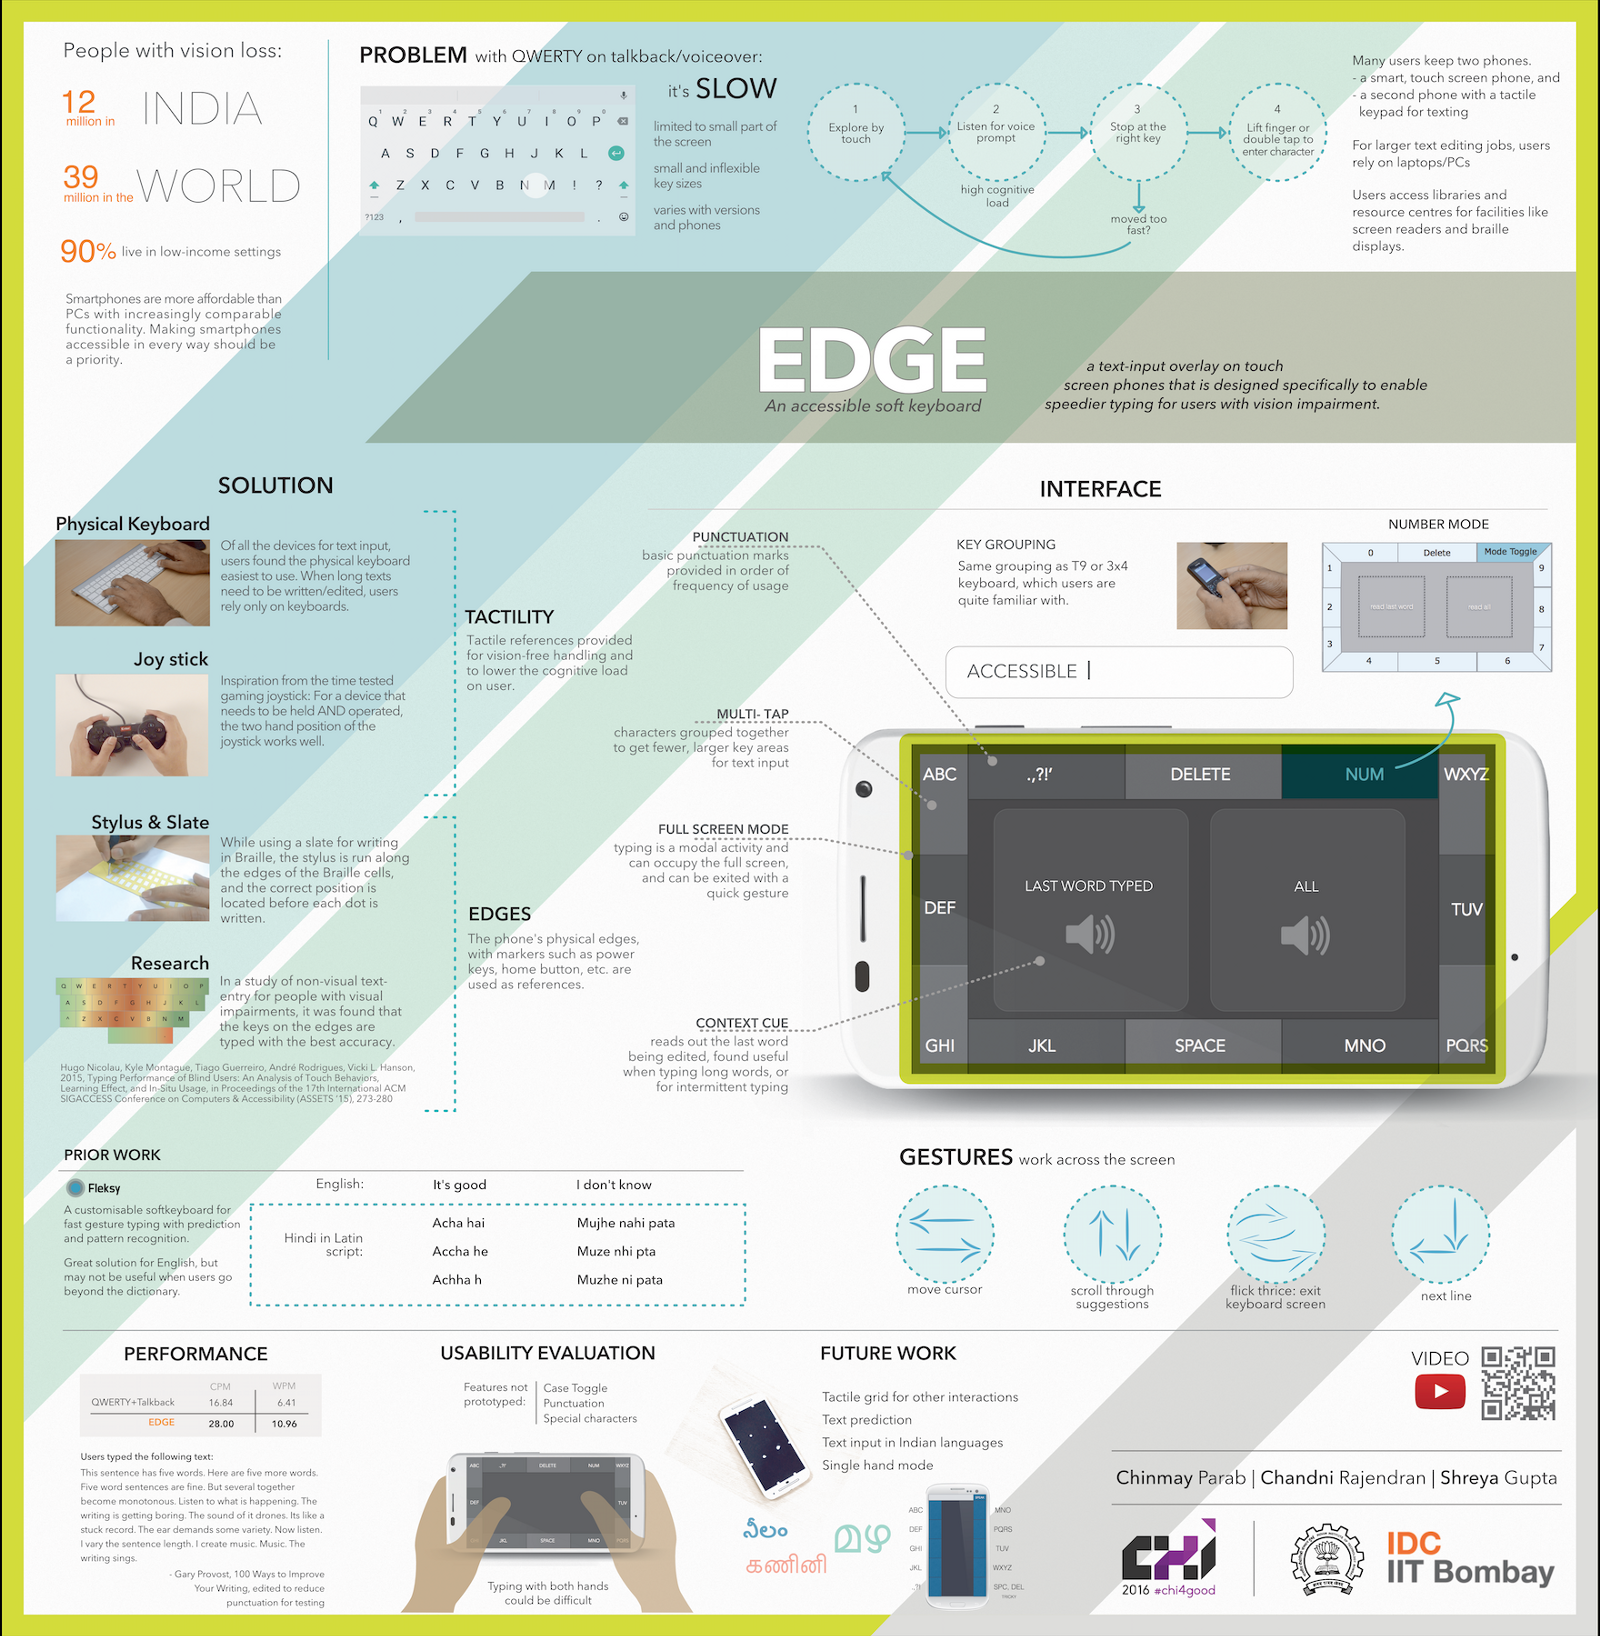 People with vision loss:
12
million in INDIA
39
million in the WORLD
90% live in low-income settings
Smartphones are more affordable than
PCs with increasingly comparable
functionality. Making smartphones
accessible in every way should be
a priority.
PROBLEM with QWERTY on talkback/voiceover:
Q W E R T Y U I O P
1 2 3 4 5 6 7 8 9 0
A S D F G H J K L
Z X C V B N M ! ?
?123 , .
it's SLOW
limited to small part of
the screen
small and inflexible
key sizes
varies with versions
and phones
1
Explore by
touch
2
Listen for voice
prompt
high cognitive
load
3
Stop at the
right key
moved too
fast?
4
Lift finger or
double tap to
enter character
Many users keep two phones.
- a smart, touch screen phone, and
- a second phone with a tactile
keypad for texting
For larger text editing jobs, users
rely on laptops/PCs
Users access libraries and
resource centres for facilities like
screen readers and braille
displays.
EDGE
An accessible soft keyboard
a text-input overlay on touch
screen phones that is designed specifically to enable
speedier typing for users with vision impairment.
SOLUTION
Physical Keyboard
Of all the devices for text input,
users found the physical keyboard
easiest to use. When long texts
need to be written/edited, users
rely only on keyboards.
Joy stick
Inspiration from the time tested
gaming joystick: For a device that
needs to be held AND operated,
the two hand position of the
joystick works well.
TACTILITY
Tactile references provided
for vision-free handling and
to lower the cognitive load
on user.
Stylus & Slate
While using a slate for writing
in Braille, the stylus is run along
the edges of the Braille cells,
and the correct position is
located before each dot is
written.
Research
Q W E R T Y U I O P
A S D F G H J K L
^ Z X C V B N M
In a study of non-visual text-
entry for people with visual
impairments, it was found that
the keys on the edges are
typed with the best accuracy.
EDGES
The phone's physical edges,
with markers such as power
keys, home button, etc. are
used as references.
Hugo Nicolau, Kyle Montague, Tiago Guerreiro, André Rodrigues, Vicki L. Hanson,
2015, Typing Performance of Blind Users: An Analysis of Touch Behaviors,
Learning Effect, and In-Situ Usage, in Proceedings of the 17th International ACM
SIGACCESS Conference on Computers & Accessibility (ASSETS '15), 273-280
INTERFACE
PUNCTUATION
basic punctuation marks
provided in order of
frequency of usage
MULTI- TAP
characters grouped together
to get fewer, larger key areas
for text input
FULL SCREEN MODE
typing is a modal activity and
can occupy the full screen,
and can be exited with a
quick gesture
CONTEXT CUE
reads out the last word
being edited, found useful
when typing long words, or
for intermittent typing
KEY GROUPING
Same grouping as T9 or 3x4
keyboard, which users are
quite familiar with.
NUMBER MODE
0 Delete Mode Toggle
1 9
2 read last word read all 8
3 7
4 5 6
ACCESSIBLE |
ABC .,?!' DELETE NUM WXYZ
LAST WORD TYPED ALL
DEF TUV
GHI JKL SPACE MNO PQRS
PRIOR WORK
Fleksy
A customisable softkeyboard for
fast gesture typing with prediction
and pattern recognition.
Great solution for English, but
may not be useful when users go
beyond the dictionary.
English: It's good I don't know
Hindi in Latin
script:
Acha hai Mujhe nahi pata
Accha he Muze nhi pta
Achha h Muzhe ni pata
GESTURES work across the screen
move cursor
scroll through
suggestions
flick thrice: exit
keyboard screen
next line
PERFORMANCE
CPM WPM
QWERTY+Talkback 16.84 6.41
EDGE 28.00 10.96
Users typed the following text:
This sentence has five words. Here are five more words.
Five word sentences are fine. But several together
become monotonous. Listen to what is happening. The
writing is getting boring. The sound of it drones. Its like a
stuck record. The ear demands some variety. Now listen.
I vary the sentence length. I create music. Music. The
writing sings.
- Gary Provost, 100 Ways to Improve
Your Writing, edited to reduce
punctuation for testing
USABILITY EVALUATION
Features not
prototyped:
Case Toggle
Punctuation
Special characters
ABC .,?!' DELETE NUM WXYZ
DEF TUV
JKL SPACE MNO
Typing with both hands
could be difficult
FUTURE WORK
Tactile grid for other interactions
Text prediction
Text input in Indian languages
Single hand mode
నీలం
മഴ
கணினி
ABC MNO
DEF PQRS
GHI TUV
JKL WXYZ
.,?! SPC, DEL
VIDEO
Chinmay Parab | Chandni Rajendran | Shreya Gupta
CHI
2016 #chi4good
IDC
IIT Bombay